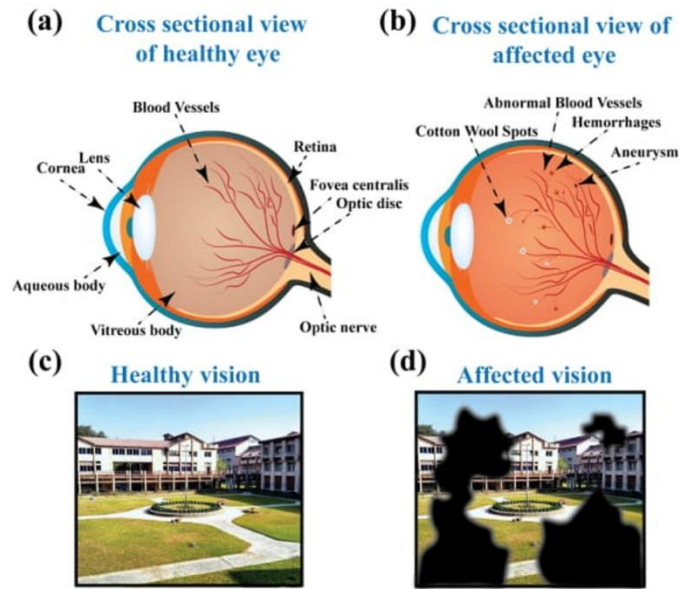 (a)
Cross sectional view
of healthy eye
Blood Vessels
Lens
Cornea
Retina
Fovea centralis
Optic disc
Aqueous body
Vitreous body
Optic nerve
(b)
Cross sectional view of
affected eye
Abnormal Blood Vessels
Hemorrhages
Cotton Wool Spots
Aneurysm
(c)
Healthy vision
(d)
Affected vision